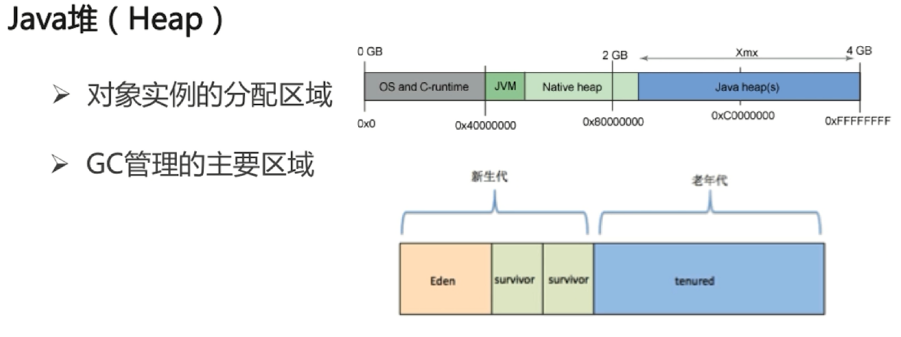 Java堆（Heap）
➢ 对象实例的分配区域
➢ GC管理的主要区域
0 GB 2 GB Xmx 4 GB
OS and C-runtime JVM Native heap Java heap(s)
0x0 0x40000000 0x80000000 0xC0000000 0xFFFFFFFF
新生代 老年代
Eden survivor survivor tenured